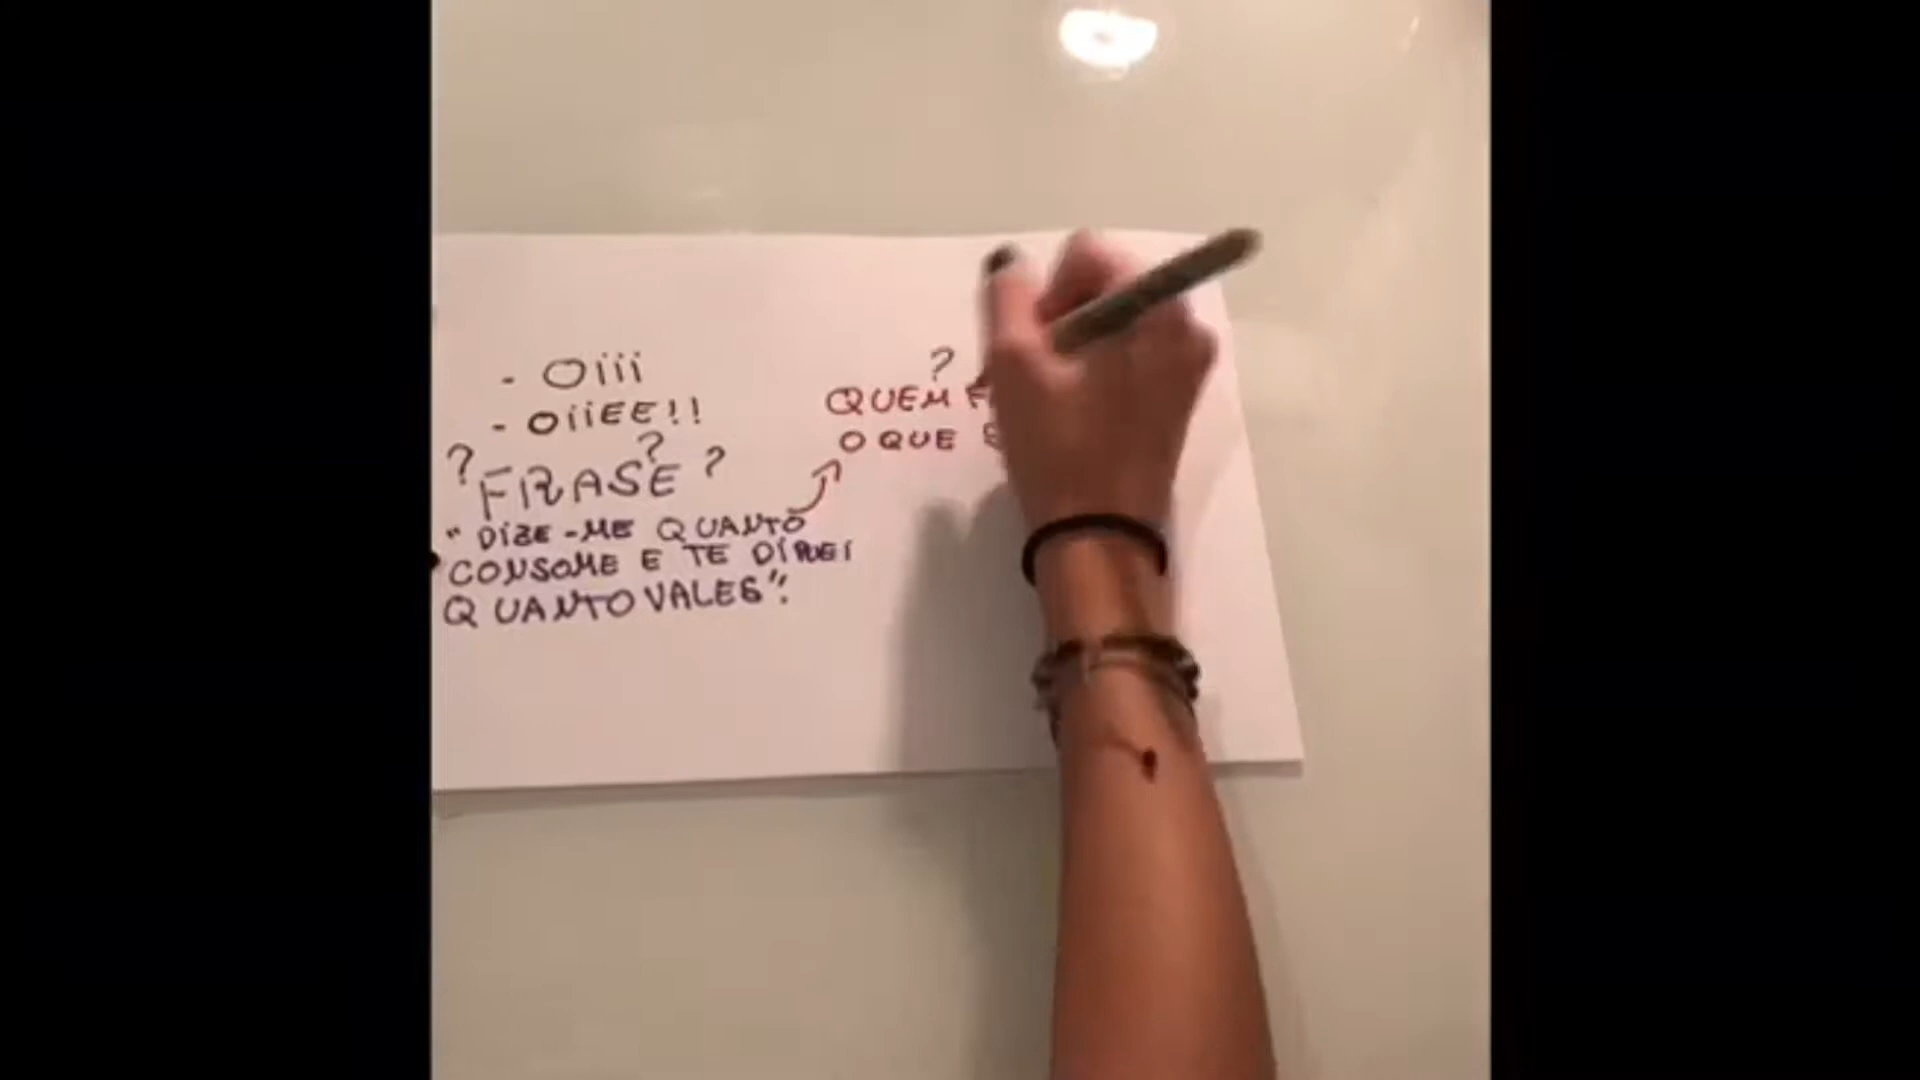 - Oiii
- OiiEE!!
? FRASE ? ?
"DIZE-ME QUANTO
CONSOME E TE DIREI
QUANTO VALES".
?
QUEM
O QUE